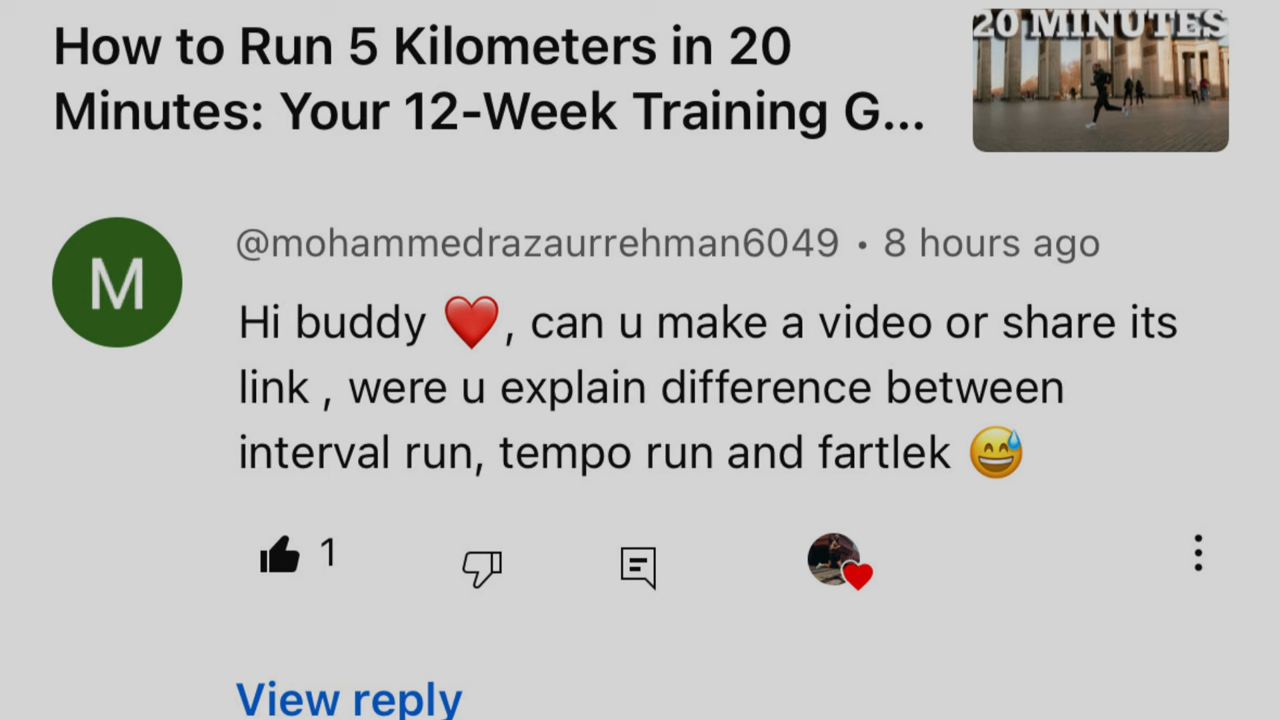 How to Run 5 Kilometers in 20
Minutes: Your 12-Week Training G...
20 MINUTES
M
@mohammedrazaurrehman6049 • 8 hours ago
Hi buddy ❤️, can u make a video or share its
link , were u explain difference between
interval run, tempo run and fartlek 😅
1
View reply